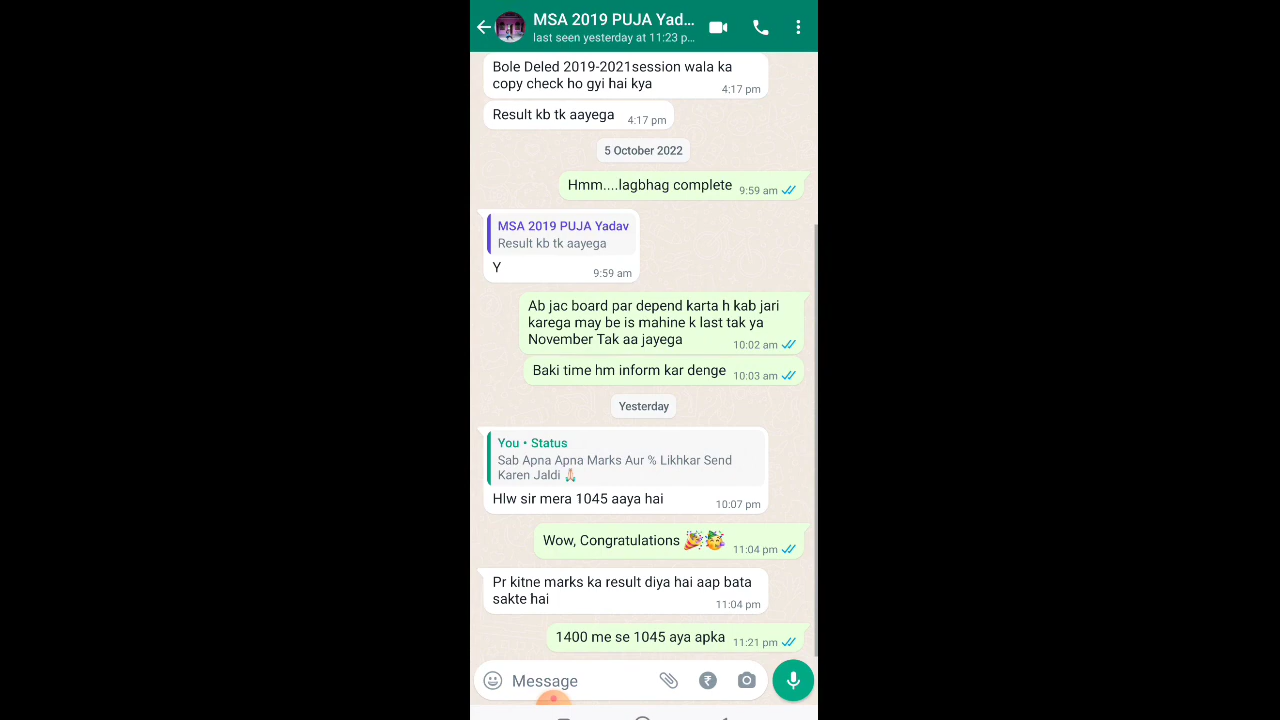 MSA 2019 PUJA Yad...
last seen yesterday at 11:23 p...
Bole Deled 2019-2021session wala ka
copy check ho gyi hai kya
4:17 pm
Result kb tk aayega
4:17 pm
5 October 2022
Hmm....lagbhag complete
9:59 am
MSA 2019 PUJA Yadav
Result kb tk aayega
Y
9:59 am
Ab jac board par depend karta h kab jari
karega may be is mahine k last tak ya
November Tak aa jayega
10:02 am
Baki time hm inform kar denge
10:03 am
Yesterday
You • Status
Sab Apna Apna Marks Aur % Likhkar Send
Karen Jaldi 🙏🏻
Hlw sir mera 1045 aaya hai
10:07 pm
Wow, Congratulations 🎉🥳
11:04 pm
Pr kitne marks ka result diya hai aap bata
sakte hai
11:04 pm
1400 me se 1045 aya apka
11:21 pm
Message